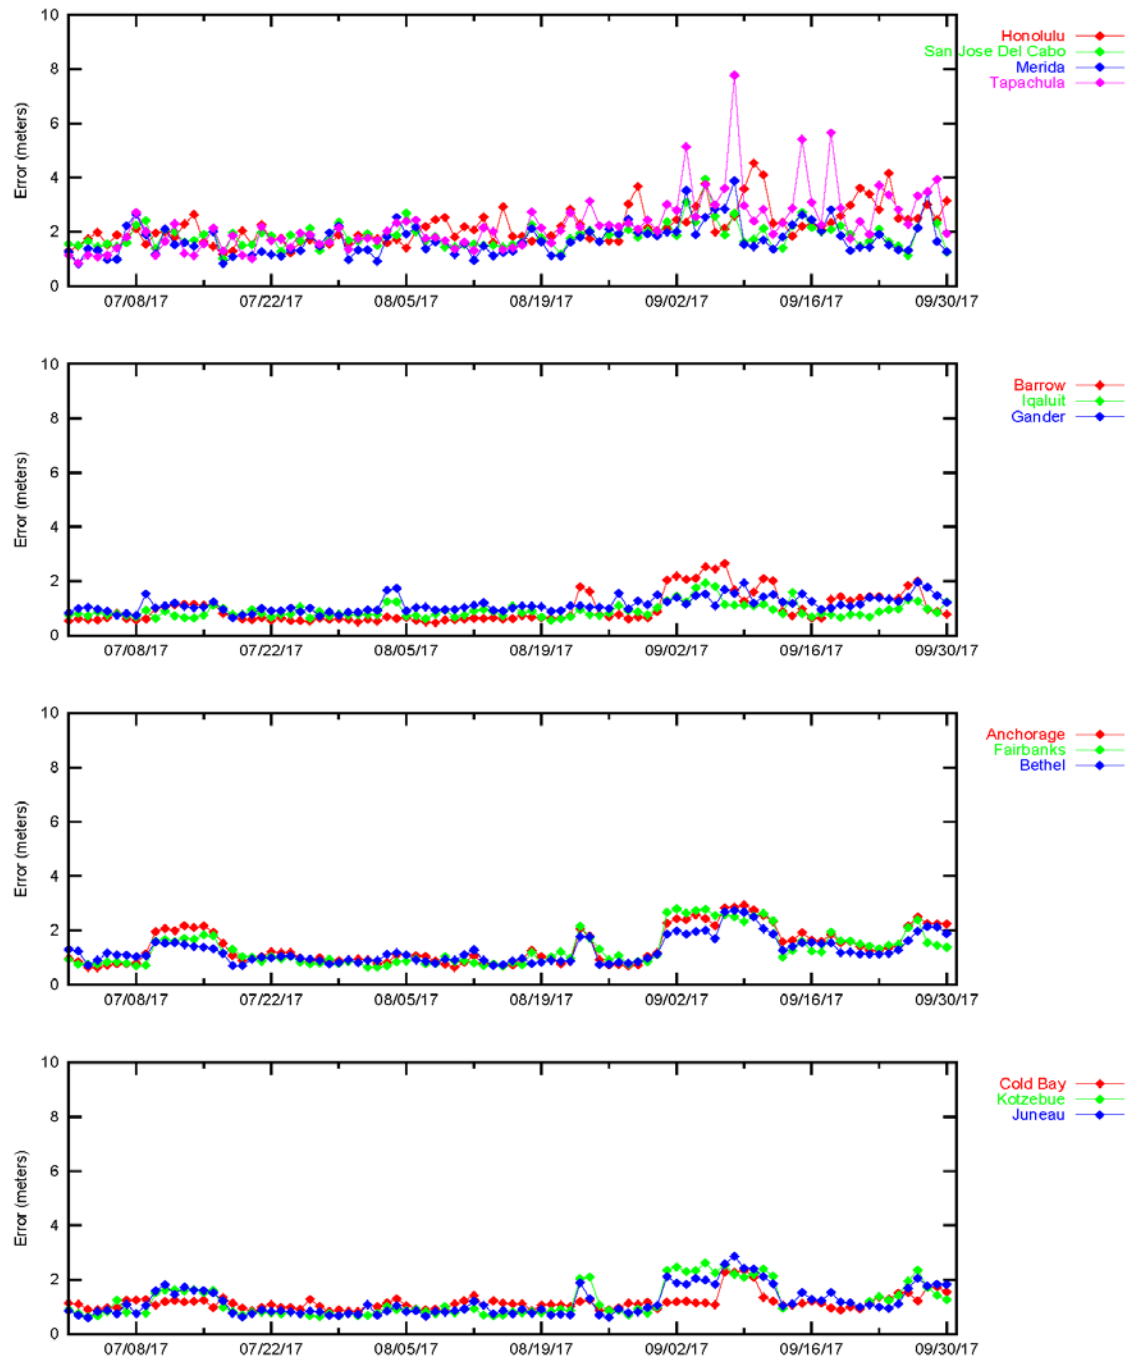 10
8
6
4
2
0
Error (meters)
07/08/17 07/22/17 08/05/17 08/19/17 09/02/17 09/16/17 09/30/17
Honolulu
San Jose Del Cabo
Merida
Tapachula
10
8
6
4
2
0
Error (meters)
07/08/17 07/22/17 08/05/17 08/19/17 09/02/17 09/16/17 09/30/17
Barrow
Iqaluit
Gander
10
8
6
4
2
0
Error (meters)
07/08/17 07/22/17 08/05/17 08/19/17 09/02/17 09/16/17 09/30/17
Anchorage
Fairbanks
Bethel
10
8
6
4
2
0
Error (meters)
07/08/17 07/22/17 08/05/17 08/19/17 09/02/17 09/16/17 09/30/17
Cold Bay
Kotzebue
Juneau